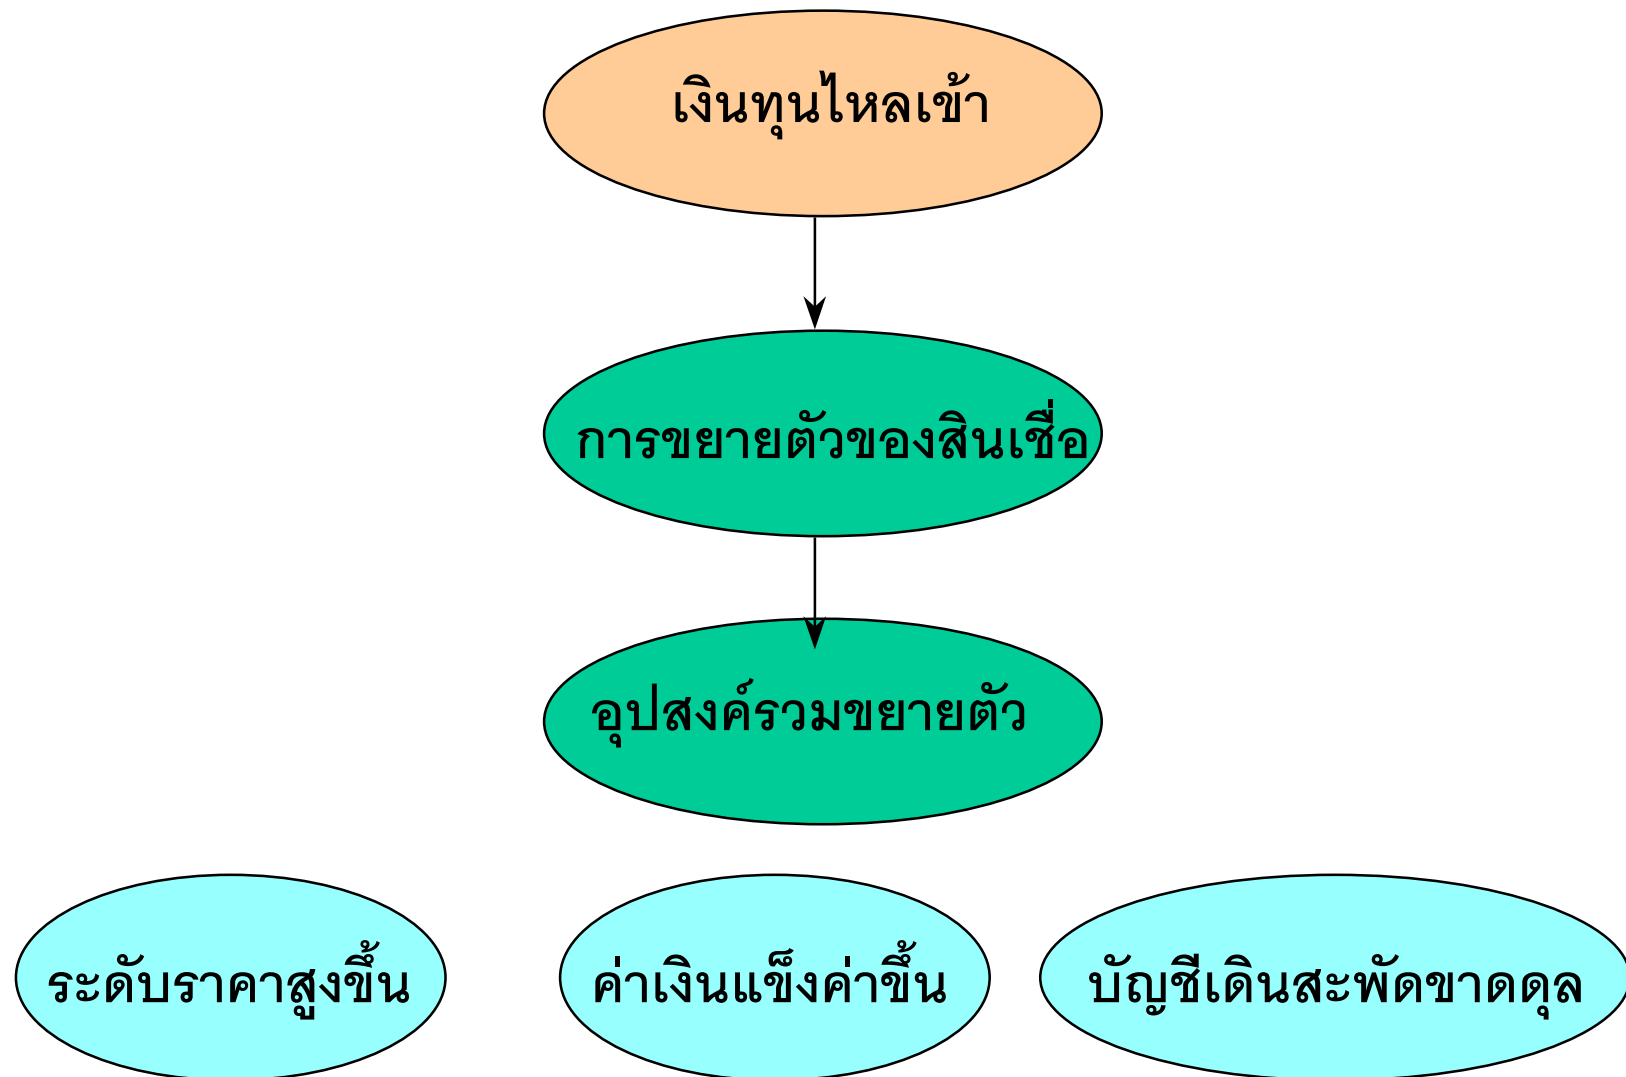 เงินทุนไหลเข้า
การขยายตัวของสินเชื่อ
อุปสงค์รวมขยายตัว
ระดับราคาสูงขึ้น
ค่าเงินแข็งค่าขึ้น
บัญชีเดินสะพัดขาดดุล